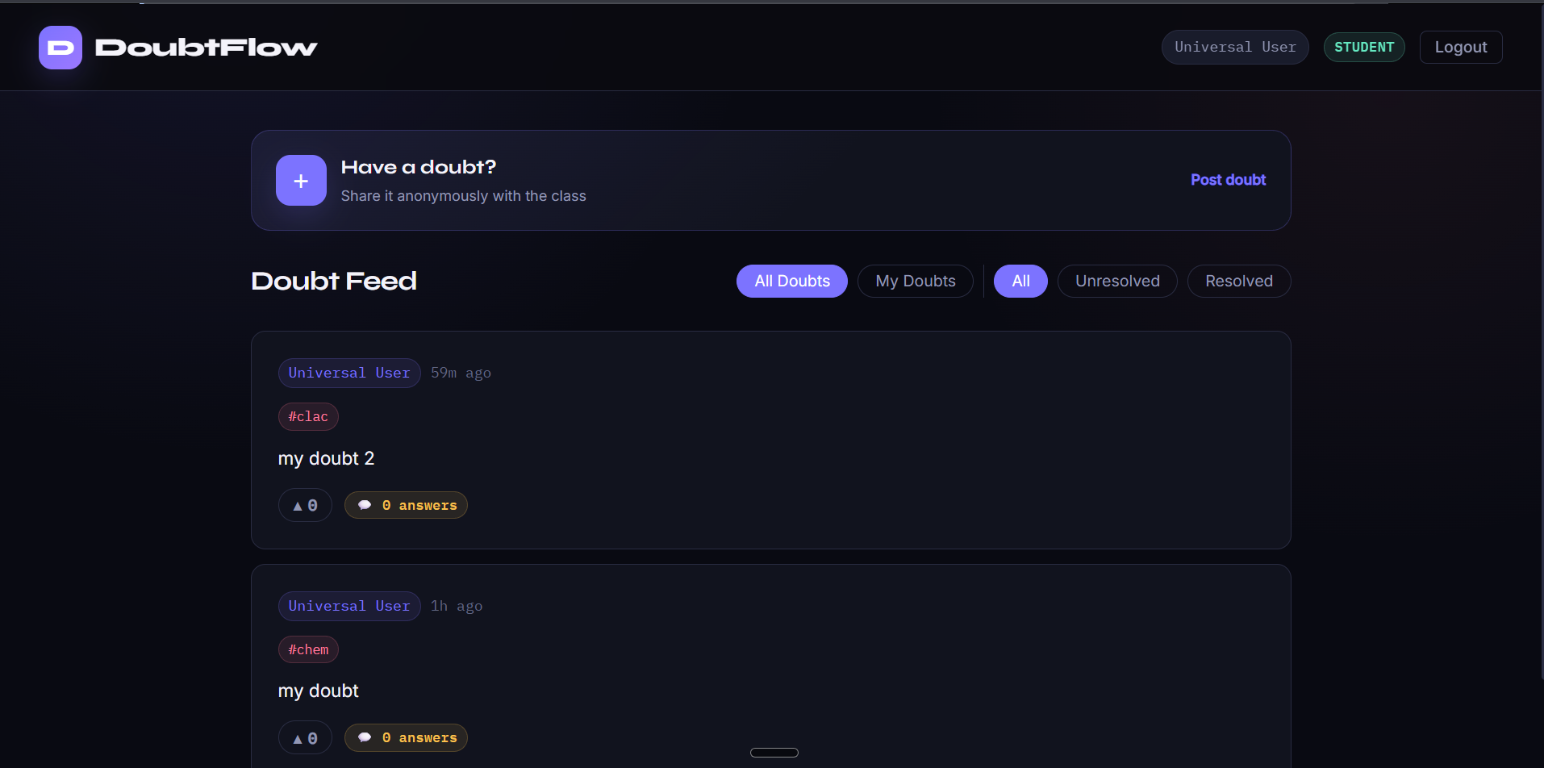 D DoubtFlow
Universal User STUDENT Logout
+
Have a doubt?
Share it anonymously with the class
Post doubt
Doubt Feed
All Doubts My Doubts All Unresolved Resolved
Universal User 59m ago
#clac
my doubt 2
▲ 0 💬 0 answers
Universal User 1h ago
#chem
my doubt
▲ 0 💬 0 answers